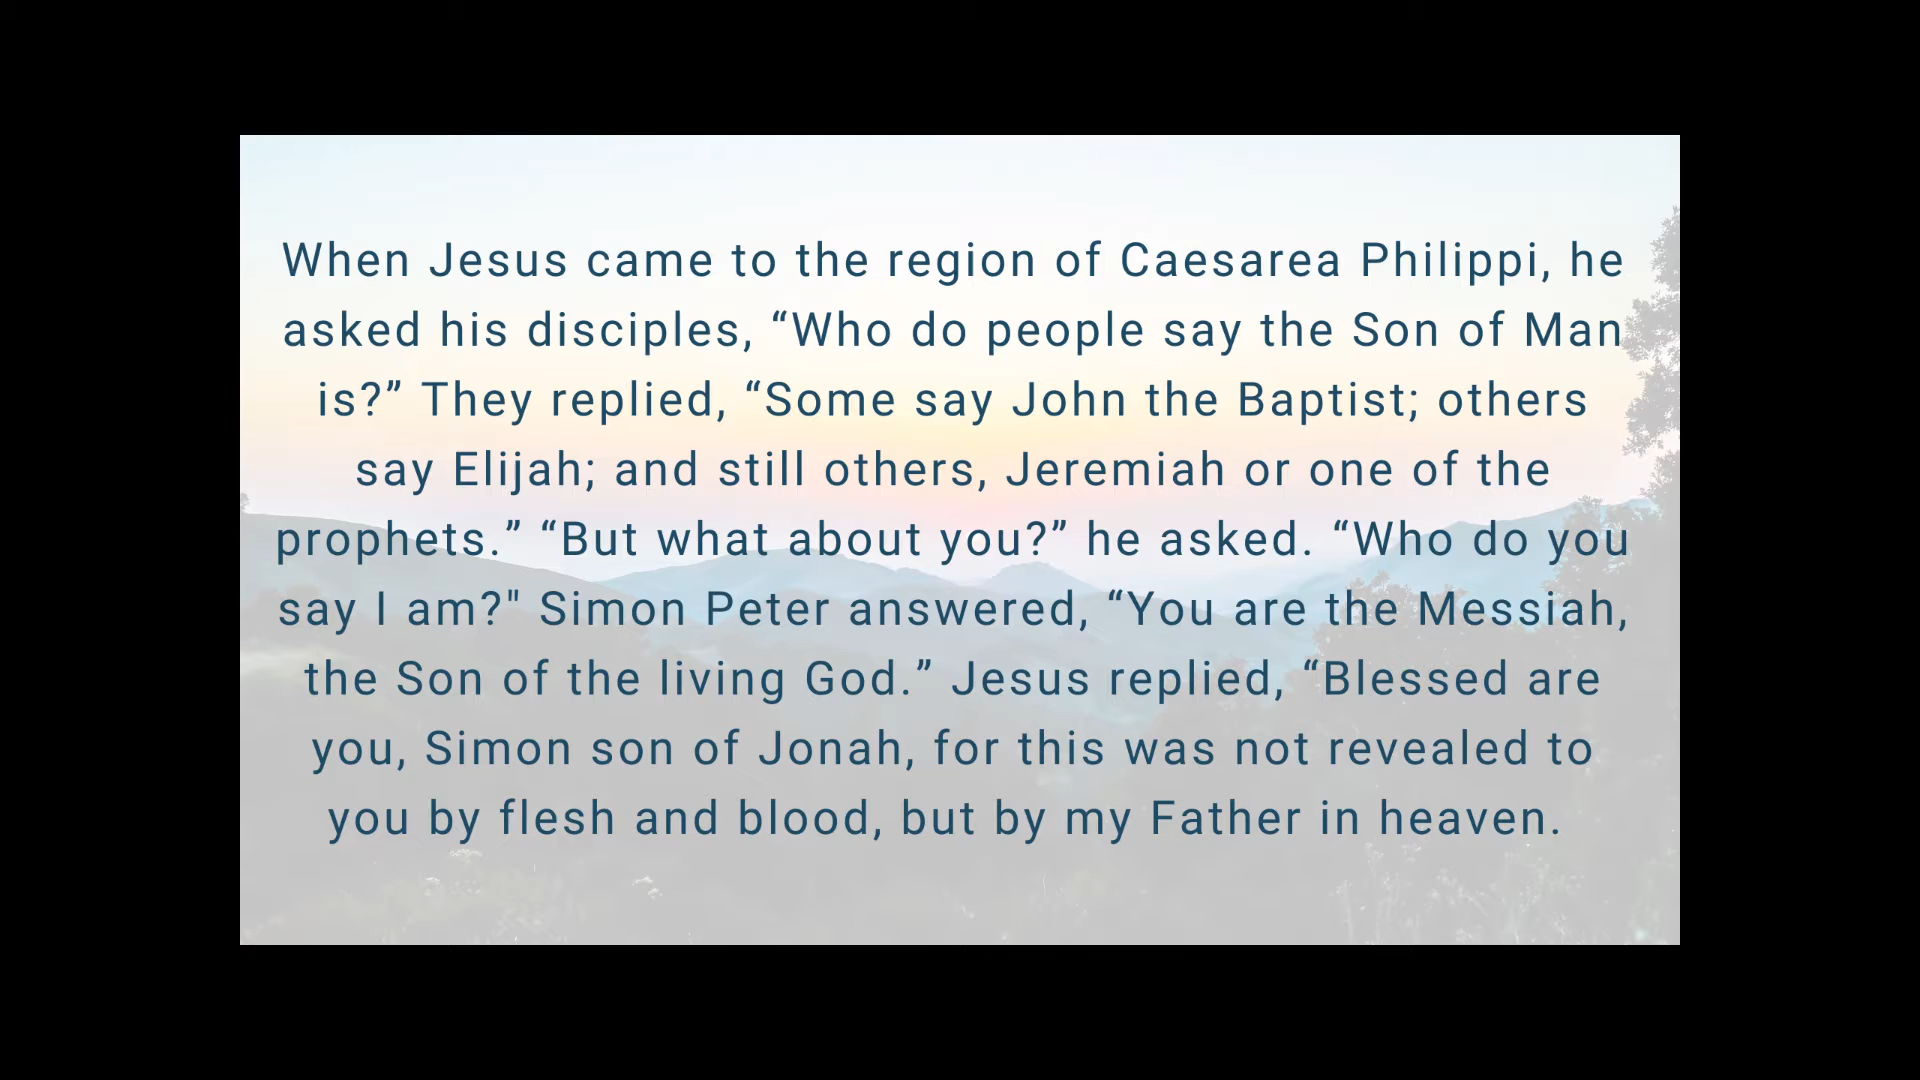 When Jesus came to the region of Caesarea Philippi, he
asked his disciples, “Who do people say the Son of Man
is?” They replied, “Some say John the Baptist; others
say Elijah; and still others, Jeremiah or one of the
prophets.” “But what about you?” he asked. “Who do you
say I am?" Simon Peter answered, “You are the Messiah,
the Son of the living God.” Jesus replied, “Blessed are
you, Simon son of Jonah, for this was not revealed to
you by flesh and blood, but by my Father in heaven.